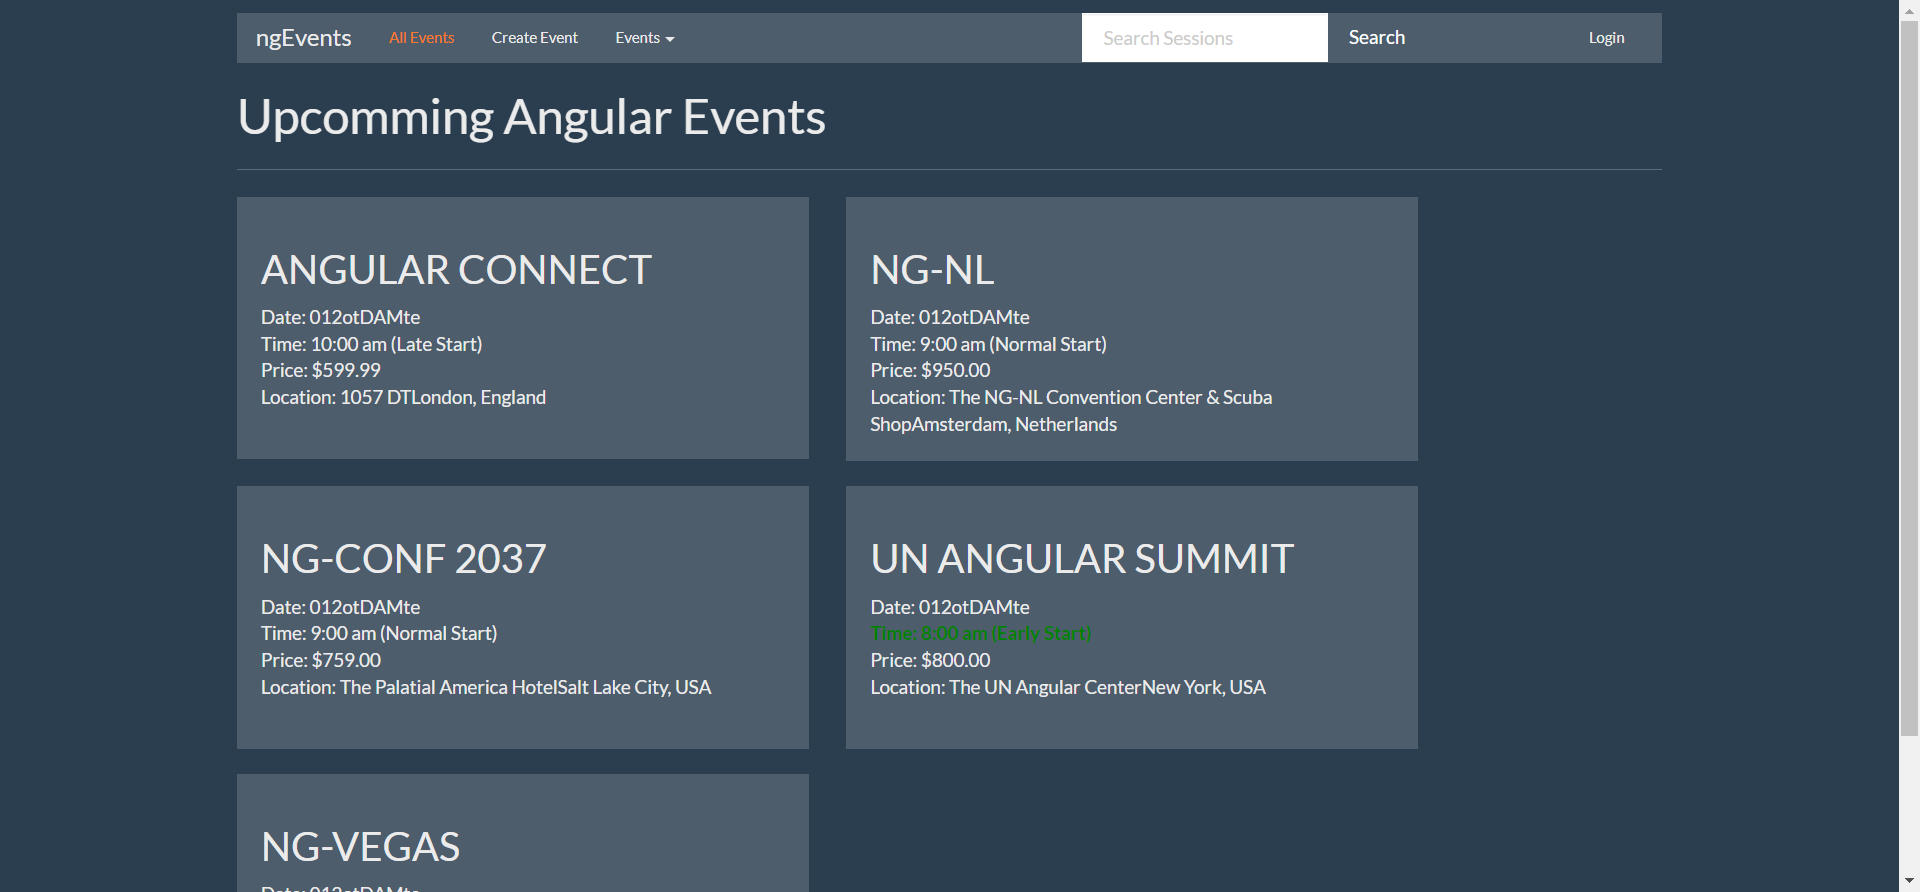 ngEvents All Events Create Event Events Search Sessions Search Login
Upcomming Angular Events
ANGULAR CONNECT
Date: 012otDAMte
Time: 10:00 am (Late Start)
Price: $599.99
Location: 1057 DTLondon, England
NG-NL
Date: 012otDAMte
Time: 9:00 am (Normal Start)
Price: $950.00
Location: The NG-NL Convention Center & Scuba
ShopAmsterdam, Netherlands
NG-CONF 2037
Date: 012otDAMte
Time: 9:00 am (Normal Start)
Price: $759.00
Location: The Palatial America HotelSalt Lake City, USA
UN ANGULAR SUMMIT
Date: 012otDAMte
Time: 8:00 am (Early Start)
Price: $800.00
Location: The UN Angular CenterNew York, USA
NG-VEGAS
Date: 012otDAMte